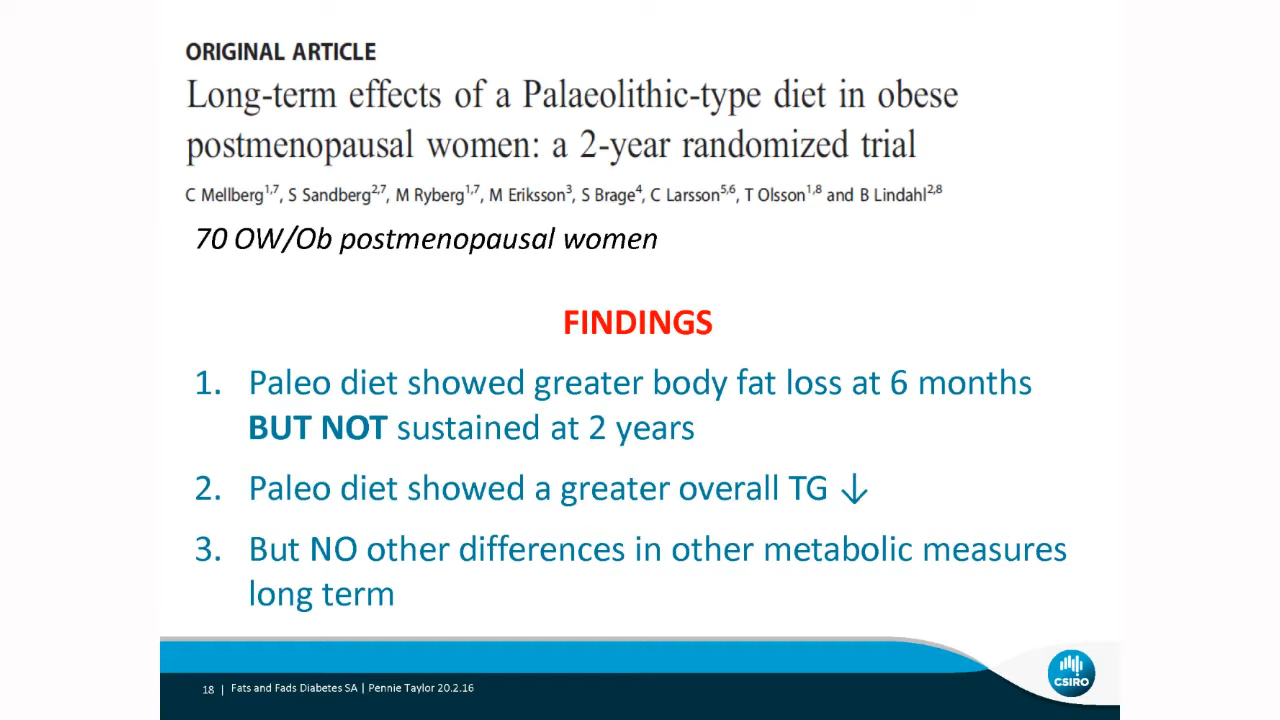 ORIGINAL ARTICLE
Long-term effects of a Palaeolithic-type diet in obese
postmenopausal women: a 2-year randomized trial
C Mellberg1,7, S Sandberg2,7, M Ryberg1,7, M Eriksson3, S Brage4, C Larsson5,6, T Olsson1,8 and B Lindahl2,8
70 OW/Ob postmenopausal women
FINDINGS
1. Paleo diet showed greater body fat loss at 6 months
BUT NOT sustained at 2 years
2. Paleo diet showed a greater overall TG ↓
3. But NO other differences in other metabolic measures
long term
18 | Fats and Fads Diabetes SA | Pennie Taylor 20.2.16
CSIRO